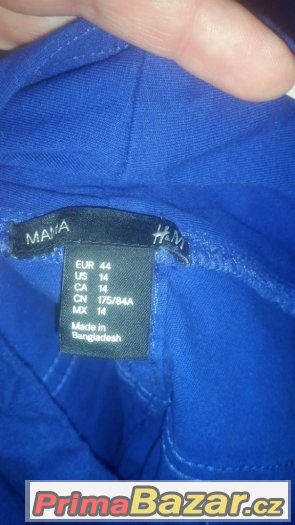 MAMA H&M
EUR 44
US 14
CA 14
CN 175/84A
MX 14
Made in
Bangladesh
PrimaBazar.cz